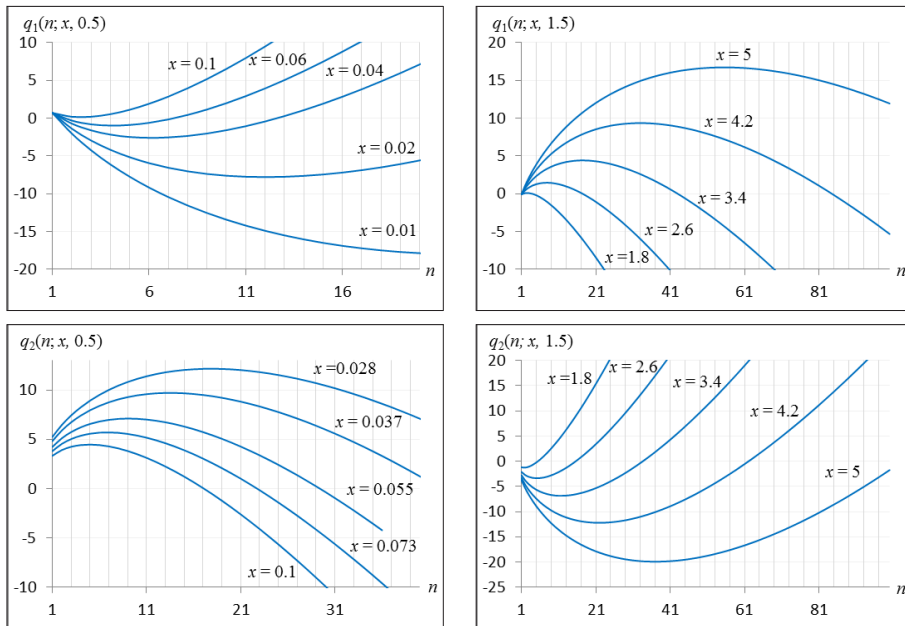 q1(n; x, 0.5)
10
5
0
-5
-10
-15
-20
x = 0.1
x = 0.06
x = 0.04
x = 0.02
x = 0.01
n
1 6 11 16
q1(n; x, 1.5)
20
15
10
5
0
-5
-10
x = 5
x = 4.2
x = 3.4
x = 2.6
x =1.8
n
1 21 41 61 81
q2(n; x, 0.5)
10
5
0
-5
-10
x =0.028
x = 0.037
x = 0.055
x = 0.073
x = 0.1
n
1 11 21 31
q2(n; x, 1.5)
20
15
10
5
0
-5
-10
-15
-20
-25
x =1.8
x = 2.6
x = 3.4
x = 4.2
x = 5
n
1 21 41 61 81